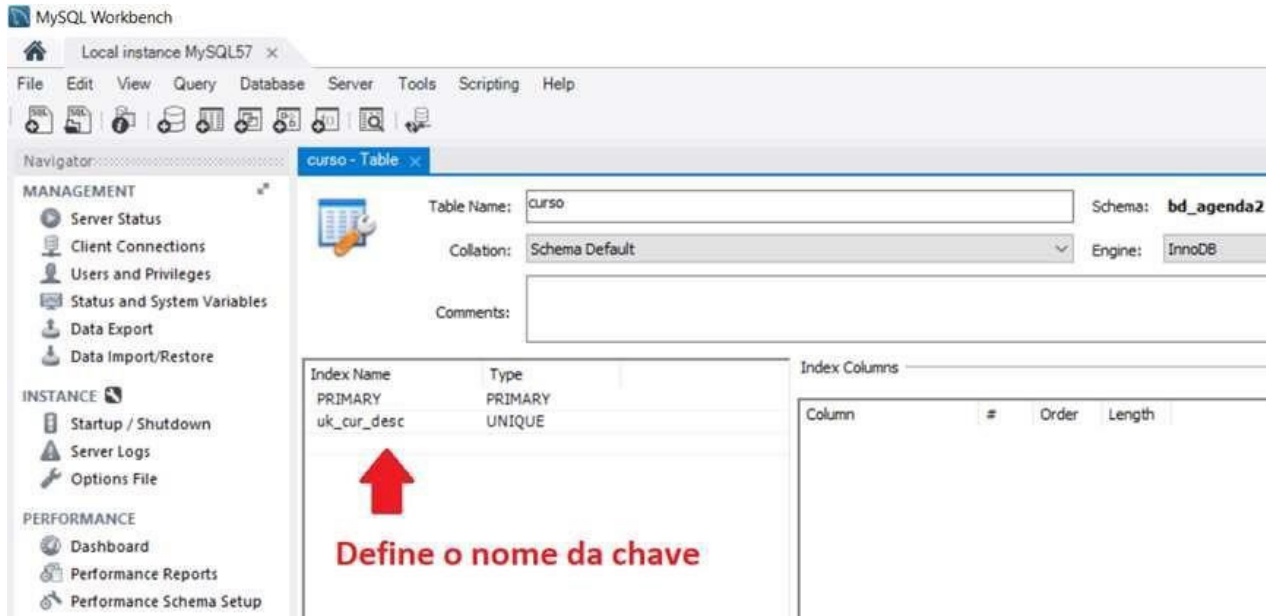 MySQL Workbench
Local instance MySQL57 ×
File Edit View Query Database Server Tools Scripting Help
Navigator
MANAGEMENT
Server Status
Client Connections
Users and Privileges
Status and System Variables
Data Export
Data Import/Restore
INSTANCE
Startup / Shutdown
Server Logs
Options File
PERFORMANCE
Dashboard
Performance Reports
Performance Schema Setup
curso - Table ×
Table Name: curso Schema: bd_agenda2
Collation: Schema Default Engine: InnoDB
Comments:
Index Name Type
PRIMARY PRIMARY
uk_cur_desc UNIQUE
Index Columns
Column # Order Length
Define o nome da chave